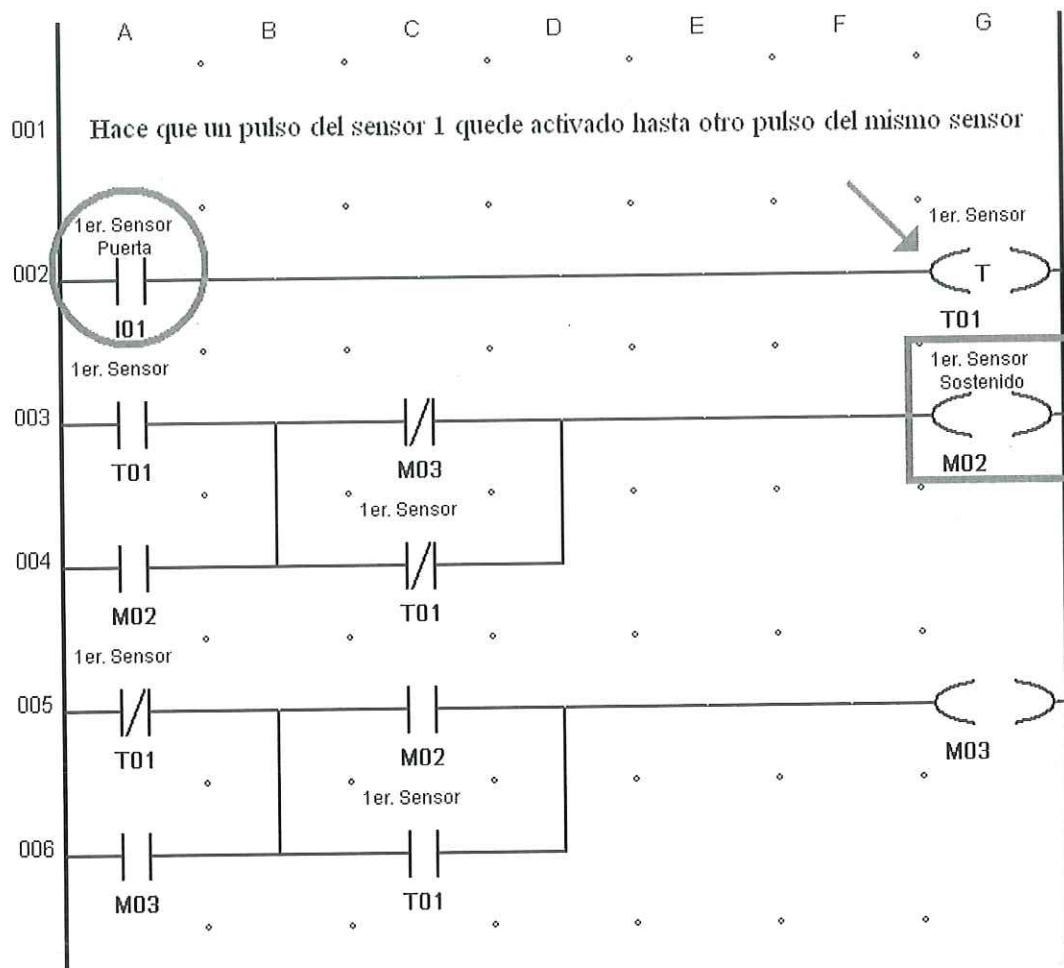 A B C D E F G
001 Hace que un pulso del sensor 1 quede activado hasta otro pulso del mismo sensor
1er. Sensor
Puerta
1er. Sensor
002
T
I01
T01
1er. Sensor
1er. Sensor
Sostenido
003
T01
M03
M02
1er. Sensor
004
M02
T01
1er. Sensor
005
T01
M02
M03
1er. Sensor
006
M03
T01